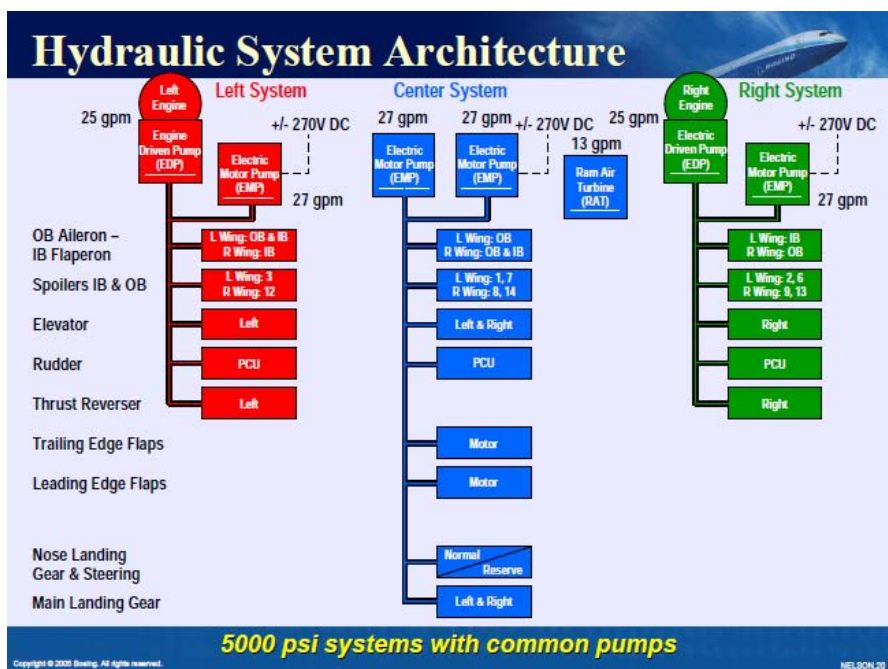 Hydraulic System Architecture
BOEING
Left
Engine
Left System
Center System
Right
Engine
Right System
25 gpm
Engine
Driven Pump
(EDP)
+/- 270V DC
Electric
Motor Pump
(EMP)
27 gpm
27 gpm
Electric
Motor Pump
(EMP)
27 gpm
+/- 270V DC
Electric
Motor Pump
(EMP)
13 gpm
Ram Air
Turbine
(RAT)
25 gpm
Electric
Driven Pump
(EDP)
+/- 270V DC
Electric
Motor Pump
(EMP)
27 gpm
OB Aileron –
IB Flaperon
L Wing: OB & IB
R Wing: IB
L Wing: OB
R Wing: OB & IB
L Wing: IB
R Wing: OB
Spoilers IB & OB
L Wing: 3
R Wing: 12
L Wing: 1, 7
R Wing: 8, 14
L Wing: 2, 6
R Wing: 9, 13
Elevator
Left
Left & Right
Right
Rudder
PCU
PCU
PCU
Thrust Reverser
Left
Right
Trailing Edge Flaps
Motor
Leading Edge Flaps
Motor
Nose Landing
Gear & Steering
Normal
Reserve
Main Landing Gear
Left & Right
5000 psi systems with common pumps
Copyright © 2005 Boeing. All rights reserved.
NELSON.20